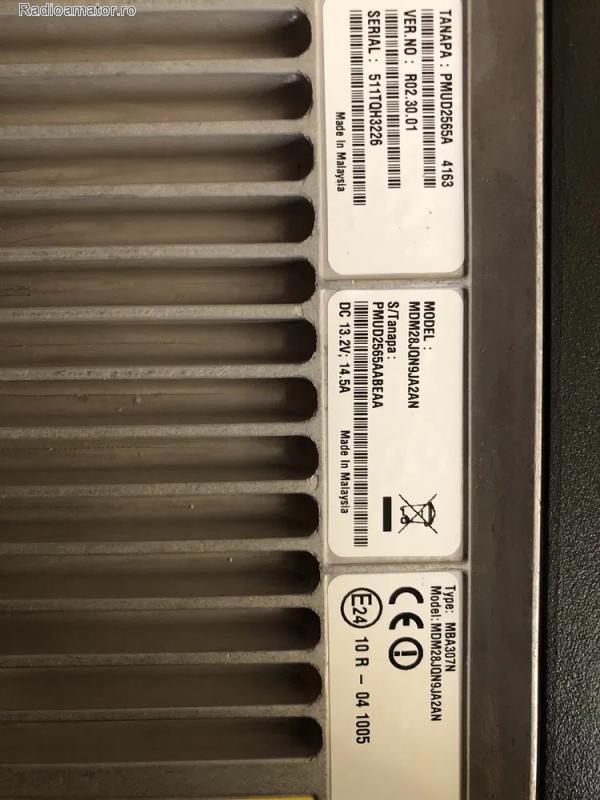 Radioamator.ro
TANAPA : PMUD2565A 4163
VER.NO : R02.30.01
SERIAL : 511TQH3226
Made In Malaysia
MODEL :
MDM28JQN9JA2AN
S/Tanapa :
PMUD2565AABEAA
DC 13.2V; 14.5A
Made In Malaysia
Type: MBA307N
Model: MDM28JQN9JA2AN
CE
E24 10 R - 04 1005